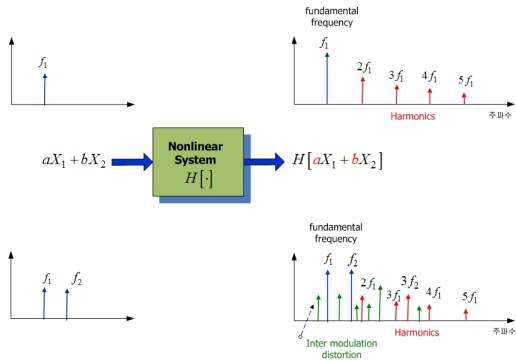 fundamental
frequency
f₁
f₁
2f₁ 3f₁ 4f₁ 5f₁
Harmonics 주파수
aX₁+bX₂
Nonlinear
System
H[·]
H[aX₁+bX₂]
fundamental
frequency
f₁ f₂
f₁ f₂
2f₁ 3f₁ 3f₂ 4f₁ 5f₁
Harmonics 주파수
Inter modulation
distortion